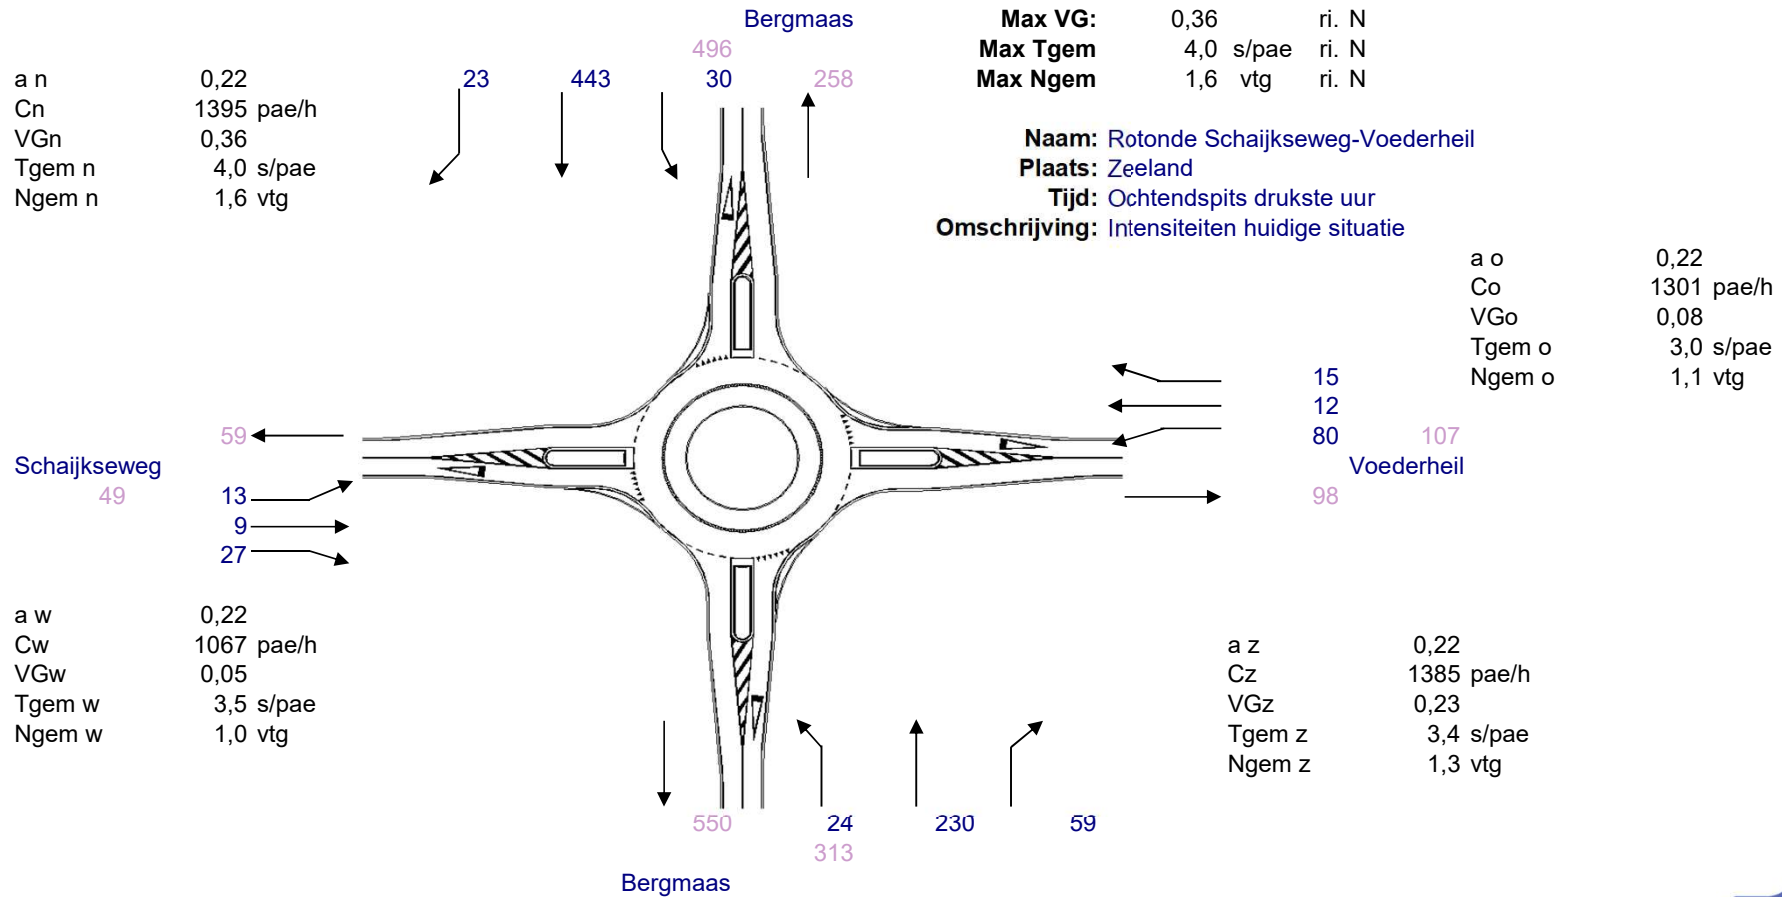 Bergmaas
496
23 443 30 258
a n 0,22
Cn 1395 pae/h
VGn 0,36
Tgem n 4,0 s/pae
Ngem n 1,6 vtg
Max VG: 0,36 ri. N
Max Tgem 4,0 s/pae ri. N
Max Ngem 1,6 vtg ri. N
Naam: Rotonde Schaijkseweg-Voederheil
Plaats: Zeeland
Tijd: Ochtendspits drukste uur
Omschrijving: Intensiteiten huidige situatie
a o 0,22
Co 1301 pae/h
VGo 0,08
Tgem o 3,0 s/pae
Ngem o 1,1 vtg
15
12
80 107
Voederheil
98
59
Schaijkseweg
49 13
9
27
a w 0,22
Cw 1067 pae/h
VGw 0,05
Tgem w 3,5 s/pae
Ngem w 1,0 vtg
a z 0,22
Cz 1385 pae/h
VGz 0,23
Tgem z 3,4 s/pae
Ngem z 1,3 vtg
550 24 230 59
313
Bergmaas